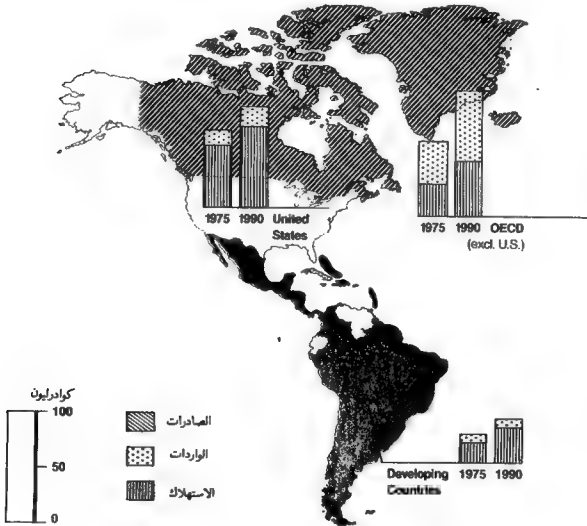 1975 1990 United
States
1975 1990 OECD
(excl. U.S.)
كوادرليون
100
50
0
الصادرات
الواردات
الاستهلاك
Developing 1975 1990
Countries